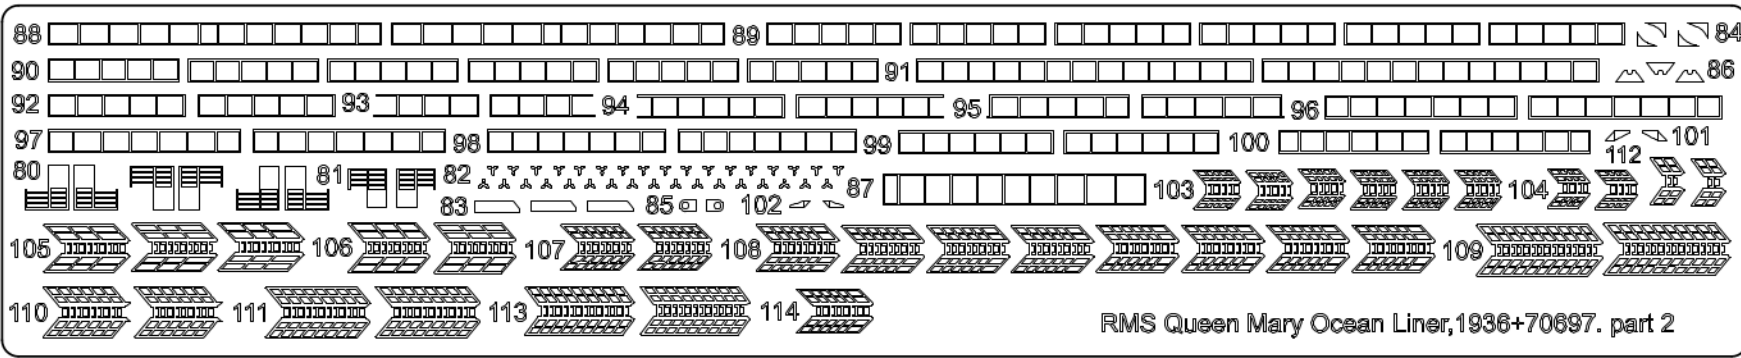 88 89 84
90 91 86
92 93 94 95 96
97 98 99 100 101
80 81 82 87 103 104 112
83 85 102
105 106 107 108 109
110 111 113 114
RMS Queen Mary Ocean Liner,1936+70697. part 2